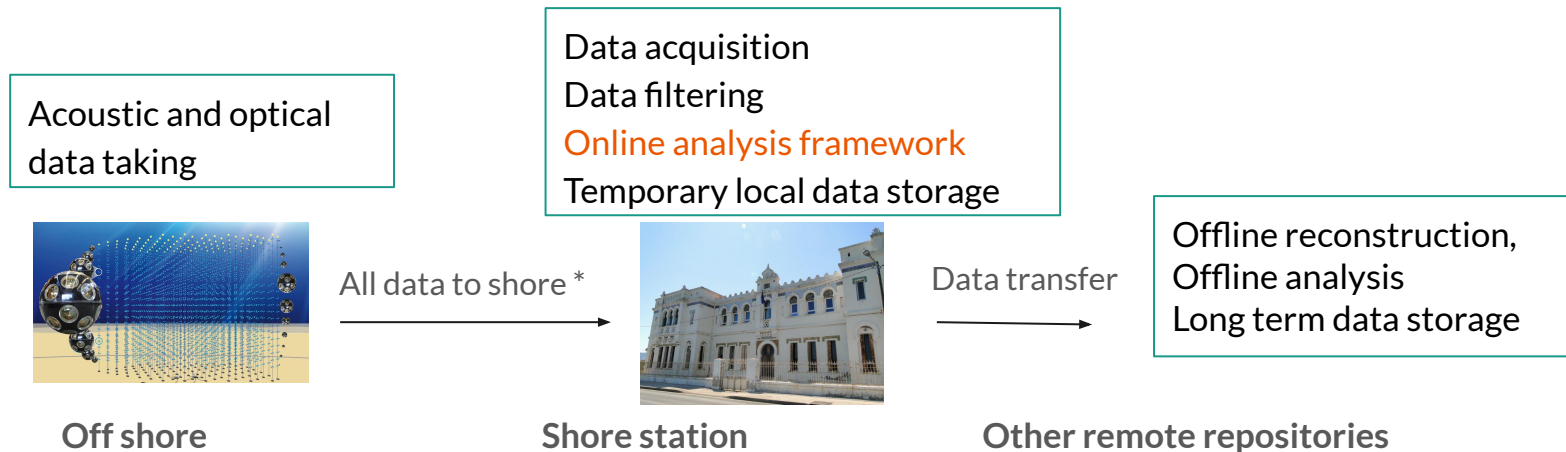 Acoustic and optical
data taking
Data acquisition
Data filtering
Online analysis framework
Temporary local data storage
Offline reconstruction,
Offline analysis
Long term data storage
All data to shore *
Data transfer
Off shore
Shore station
Other remote repositories